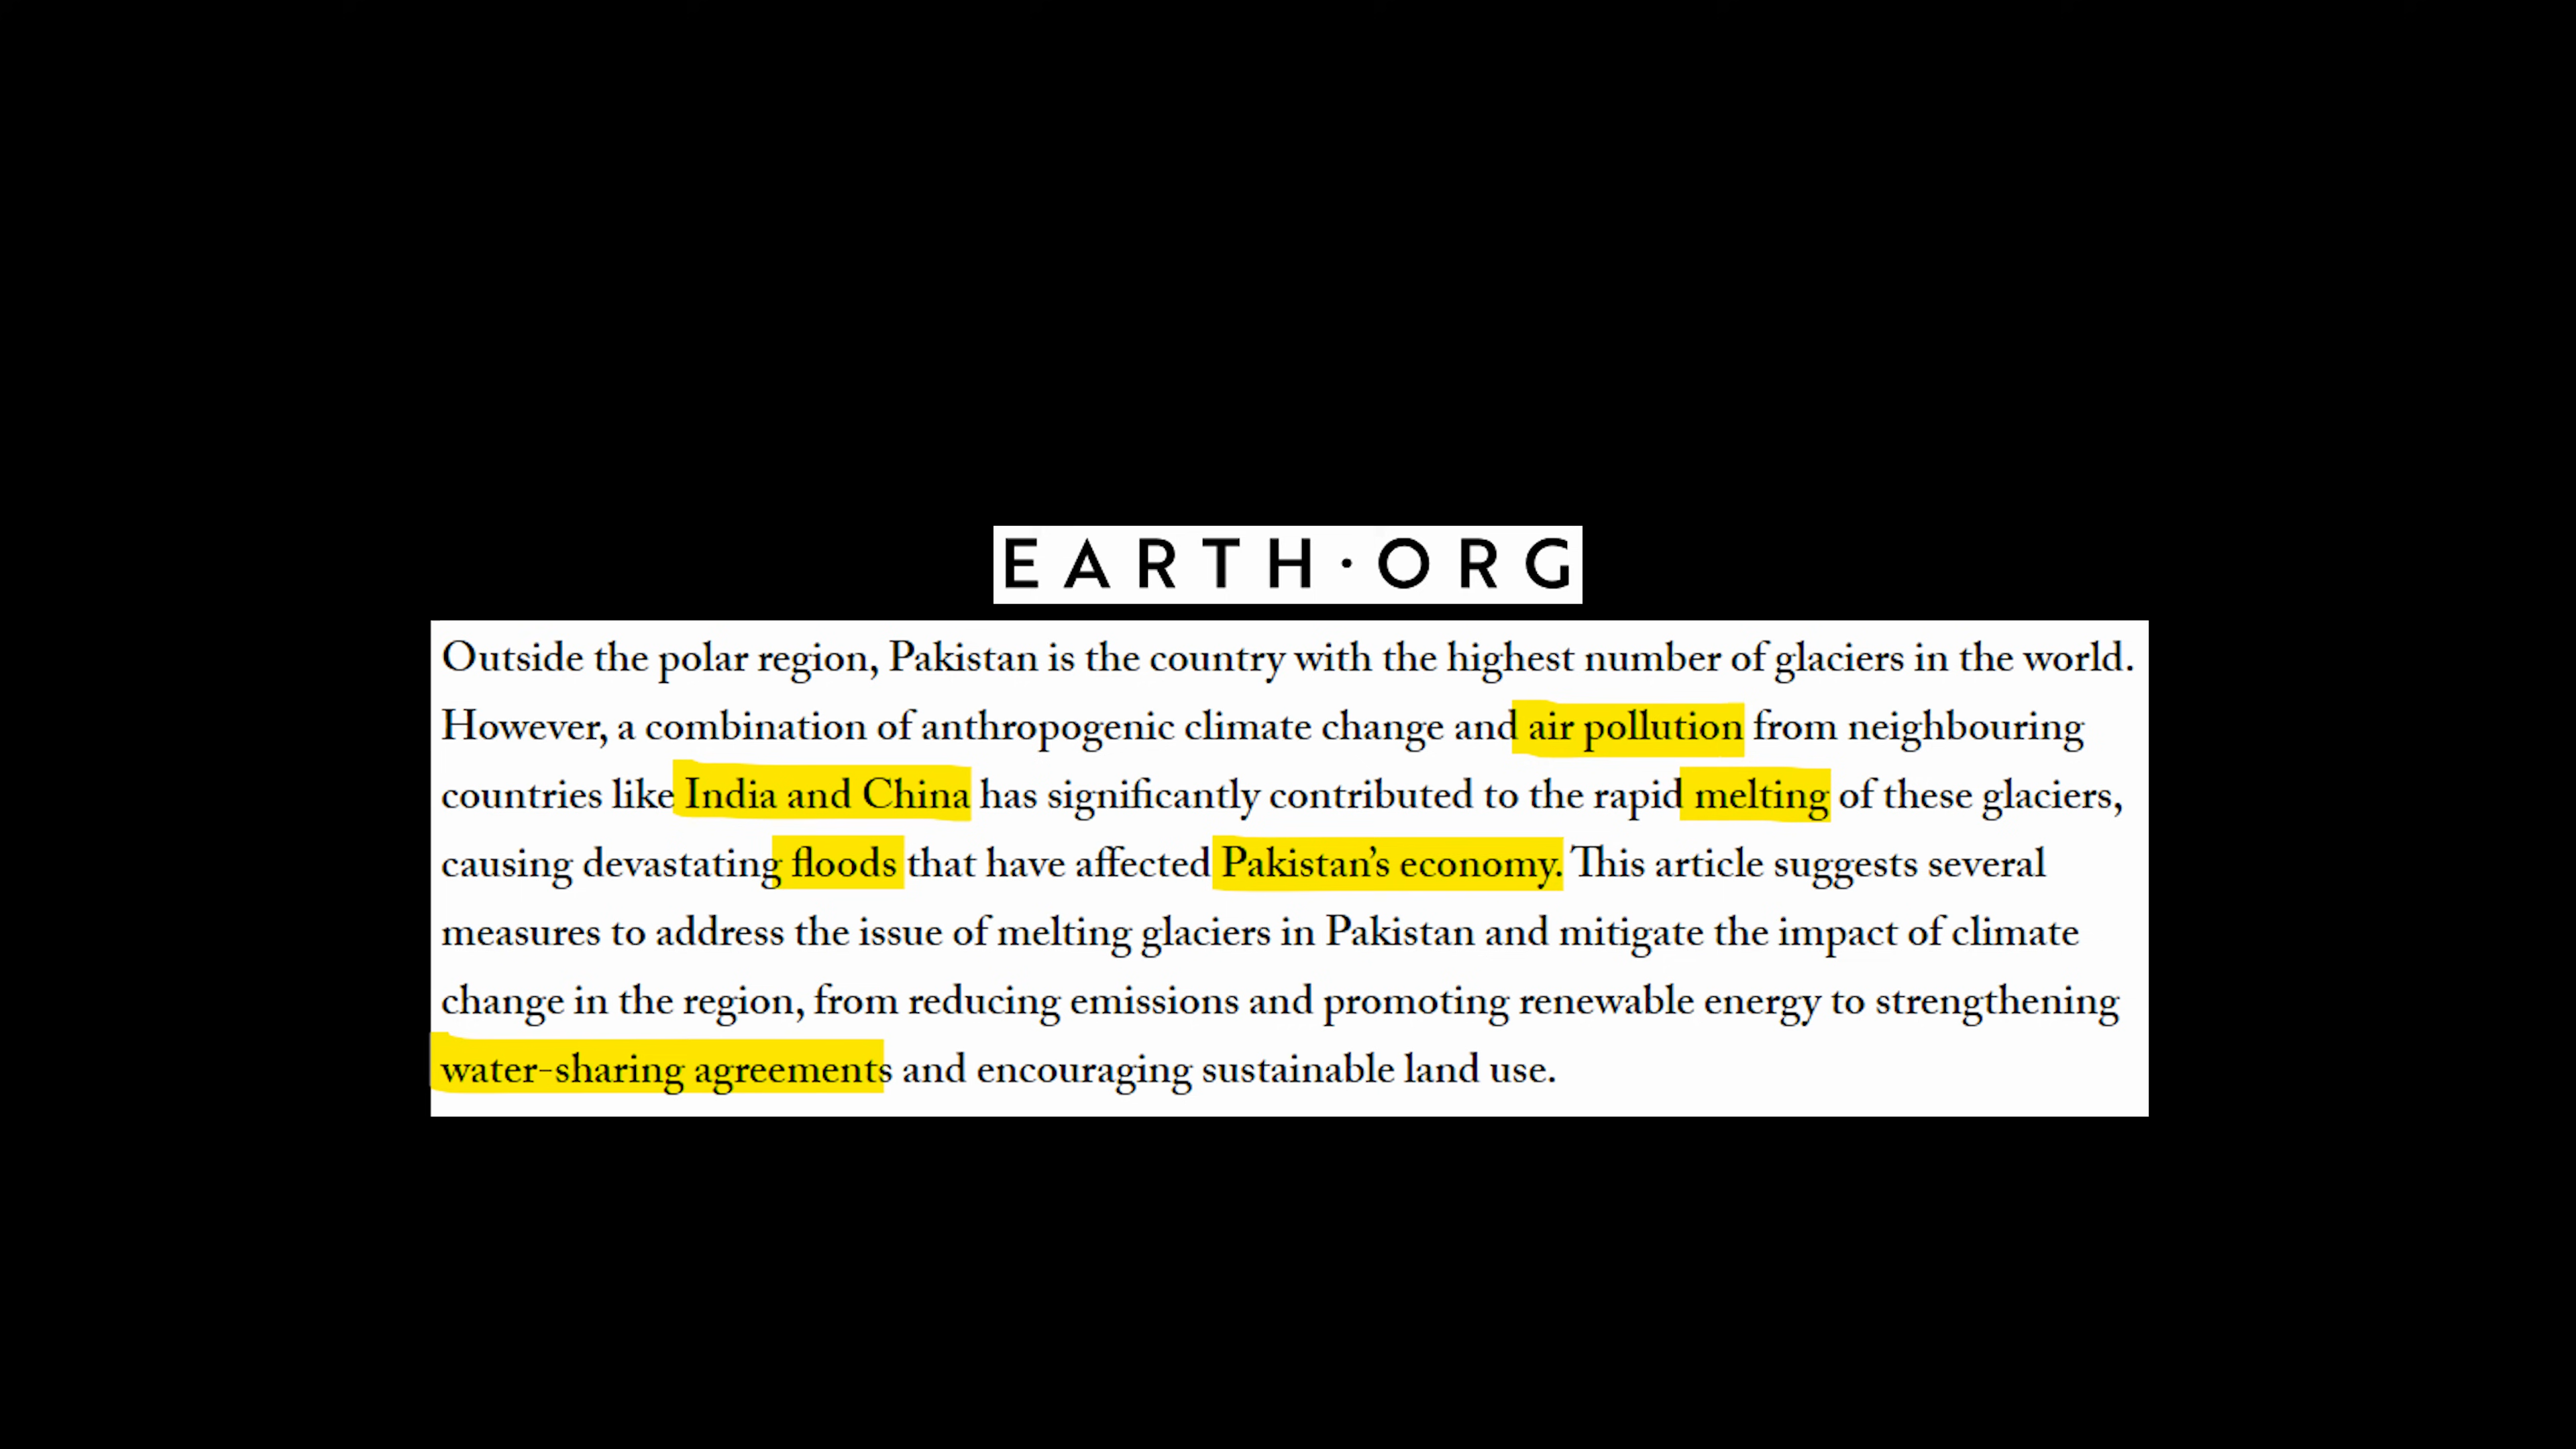 EARTH·ORG
Outside the polar region, Pakistan is the country with the highest number of glaciers in the world.
However, a combination of anthropogenic climate change and air pollution from neighbouring
countries like India and China has significantly contributed to the rapid melting of these glaciers,
causing devastating floods that have affected Pakistan’s economy. This article suggests several
measures to address the issue of melting glaciers in Pakistan and mitigate the impact of climate
change in the region, from reducing emissions and promoting renewable energy to strengthening
water-sharing agreements and encouraging sustainable land use.